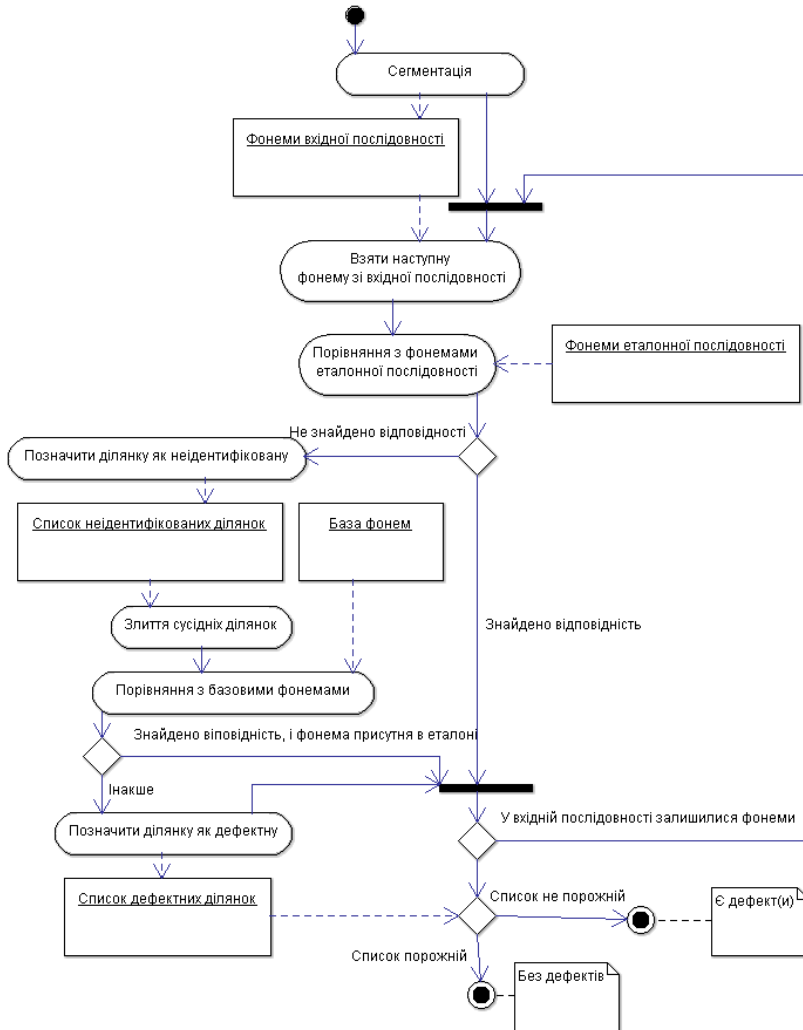 Сегментація
Фонеми вхідної послідовності
Взяти наступну
фонему зі вхідної послідовності
Порівняння з фонемами
еталонної послідовності
Фонеми еталонної послідовності
Не знайдено відповідності
Позначити ділянку як неідентифіковану
Список неідентифікованих ділянок
База фонем
Злиття сусідніх ділянок
Знайдено відповідність
Порівняння з базовими фонемами
Знайдено віповідність, і фонема присутня в еталоні
Інакше
Позначити ділянку як дефектну
У вхідній послідовності залишилися фонеми
Список дефектних ділянок
Список не порожній
Є дефект(и)
Список порожній
Без дефектів